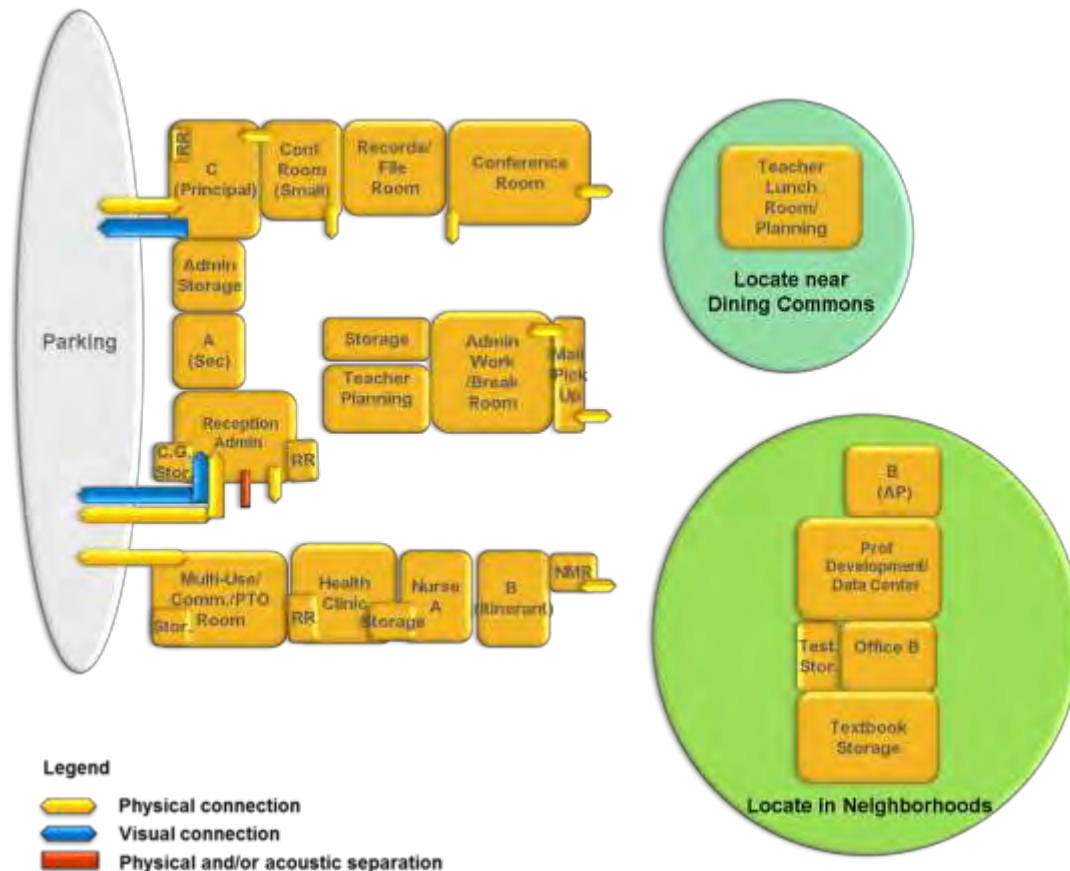 Parking
RR
C
(Principal)
Conf
Room
(Small)
Records/
File
Room
Conference
Room
Admin
Storage
A
(Sec)
Reception
Admin
C.G.
Stor.
RR
Storage
Teacher
Planning
Admin
Work
/Break
Room
Mail
Pick
Up
Multi-Use/
Comm./PTO
Room
Stor.
Health
Clinic
RR
Storage
Nurse
A
B
(Itinerant)
NMR
Teacher
Lunch
Room/
Planning
Locate near
Dining Commons
B
(AP)
Prof
Development/
Data Center
Test.
Stor.
Office B
Textbook
Storage
Locate in Neighborhoods
Legend
Physical connection
Visual connection
Physical and/or acoustic separation